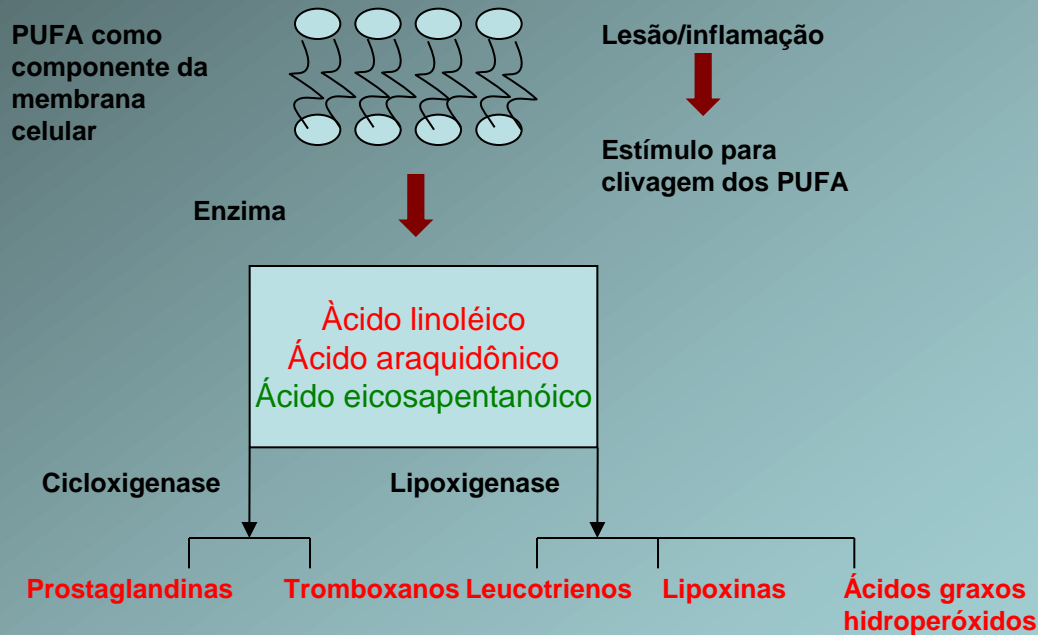 PUFA como
componente da
membrana
celular
Lesão/inflamação
Estímulo para
clivagem dos PUFA
Enzima
Àcido linoléico
Ácido araquidônico
Ácido eicosapentanóico
Cicloxigenase
Lipoxigenase
Prostaglandinas
Tromboxanos
Leucotrienos
Lipoxinas
Ácidos graxos
hidroperóxidos